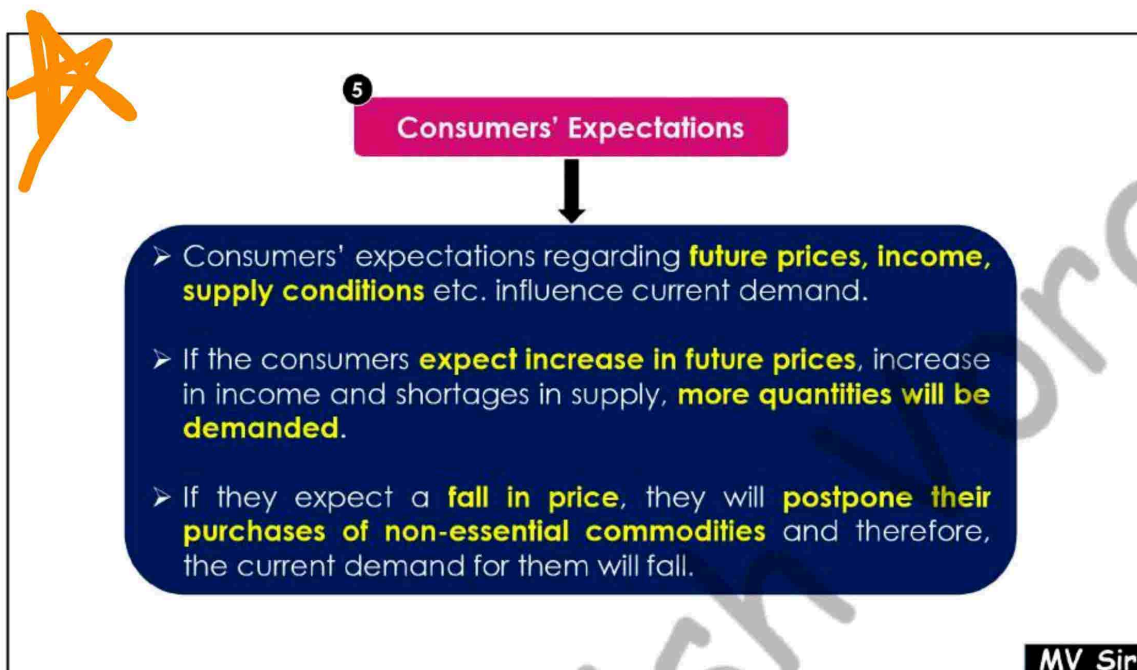 5
Consumers' Expectations
➢ Consumers' expectations regarding future prices, income,
supply conditions etc. influence current demand.
➢ If the consumers expect increase in future prices, increase
in income and shortages in supply, more quantities will be
demanded.
➢ If they expect a fall in price, they will postpone their
purchases of non-essential commodities and therefore,
the current demand for them will fall.
MV Sir